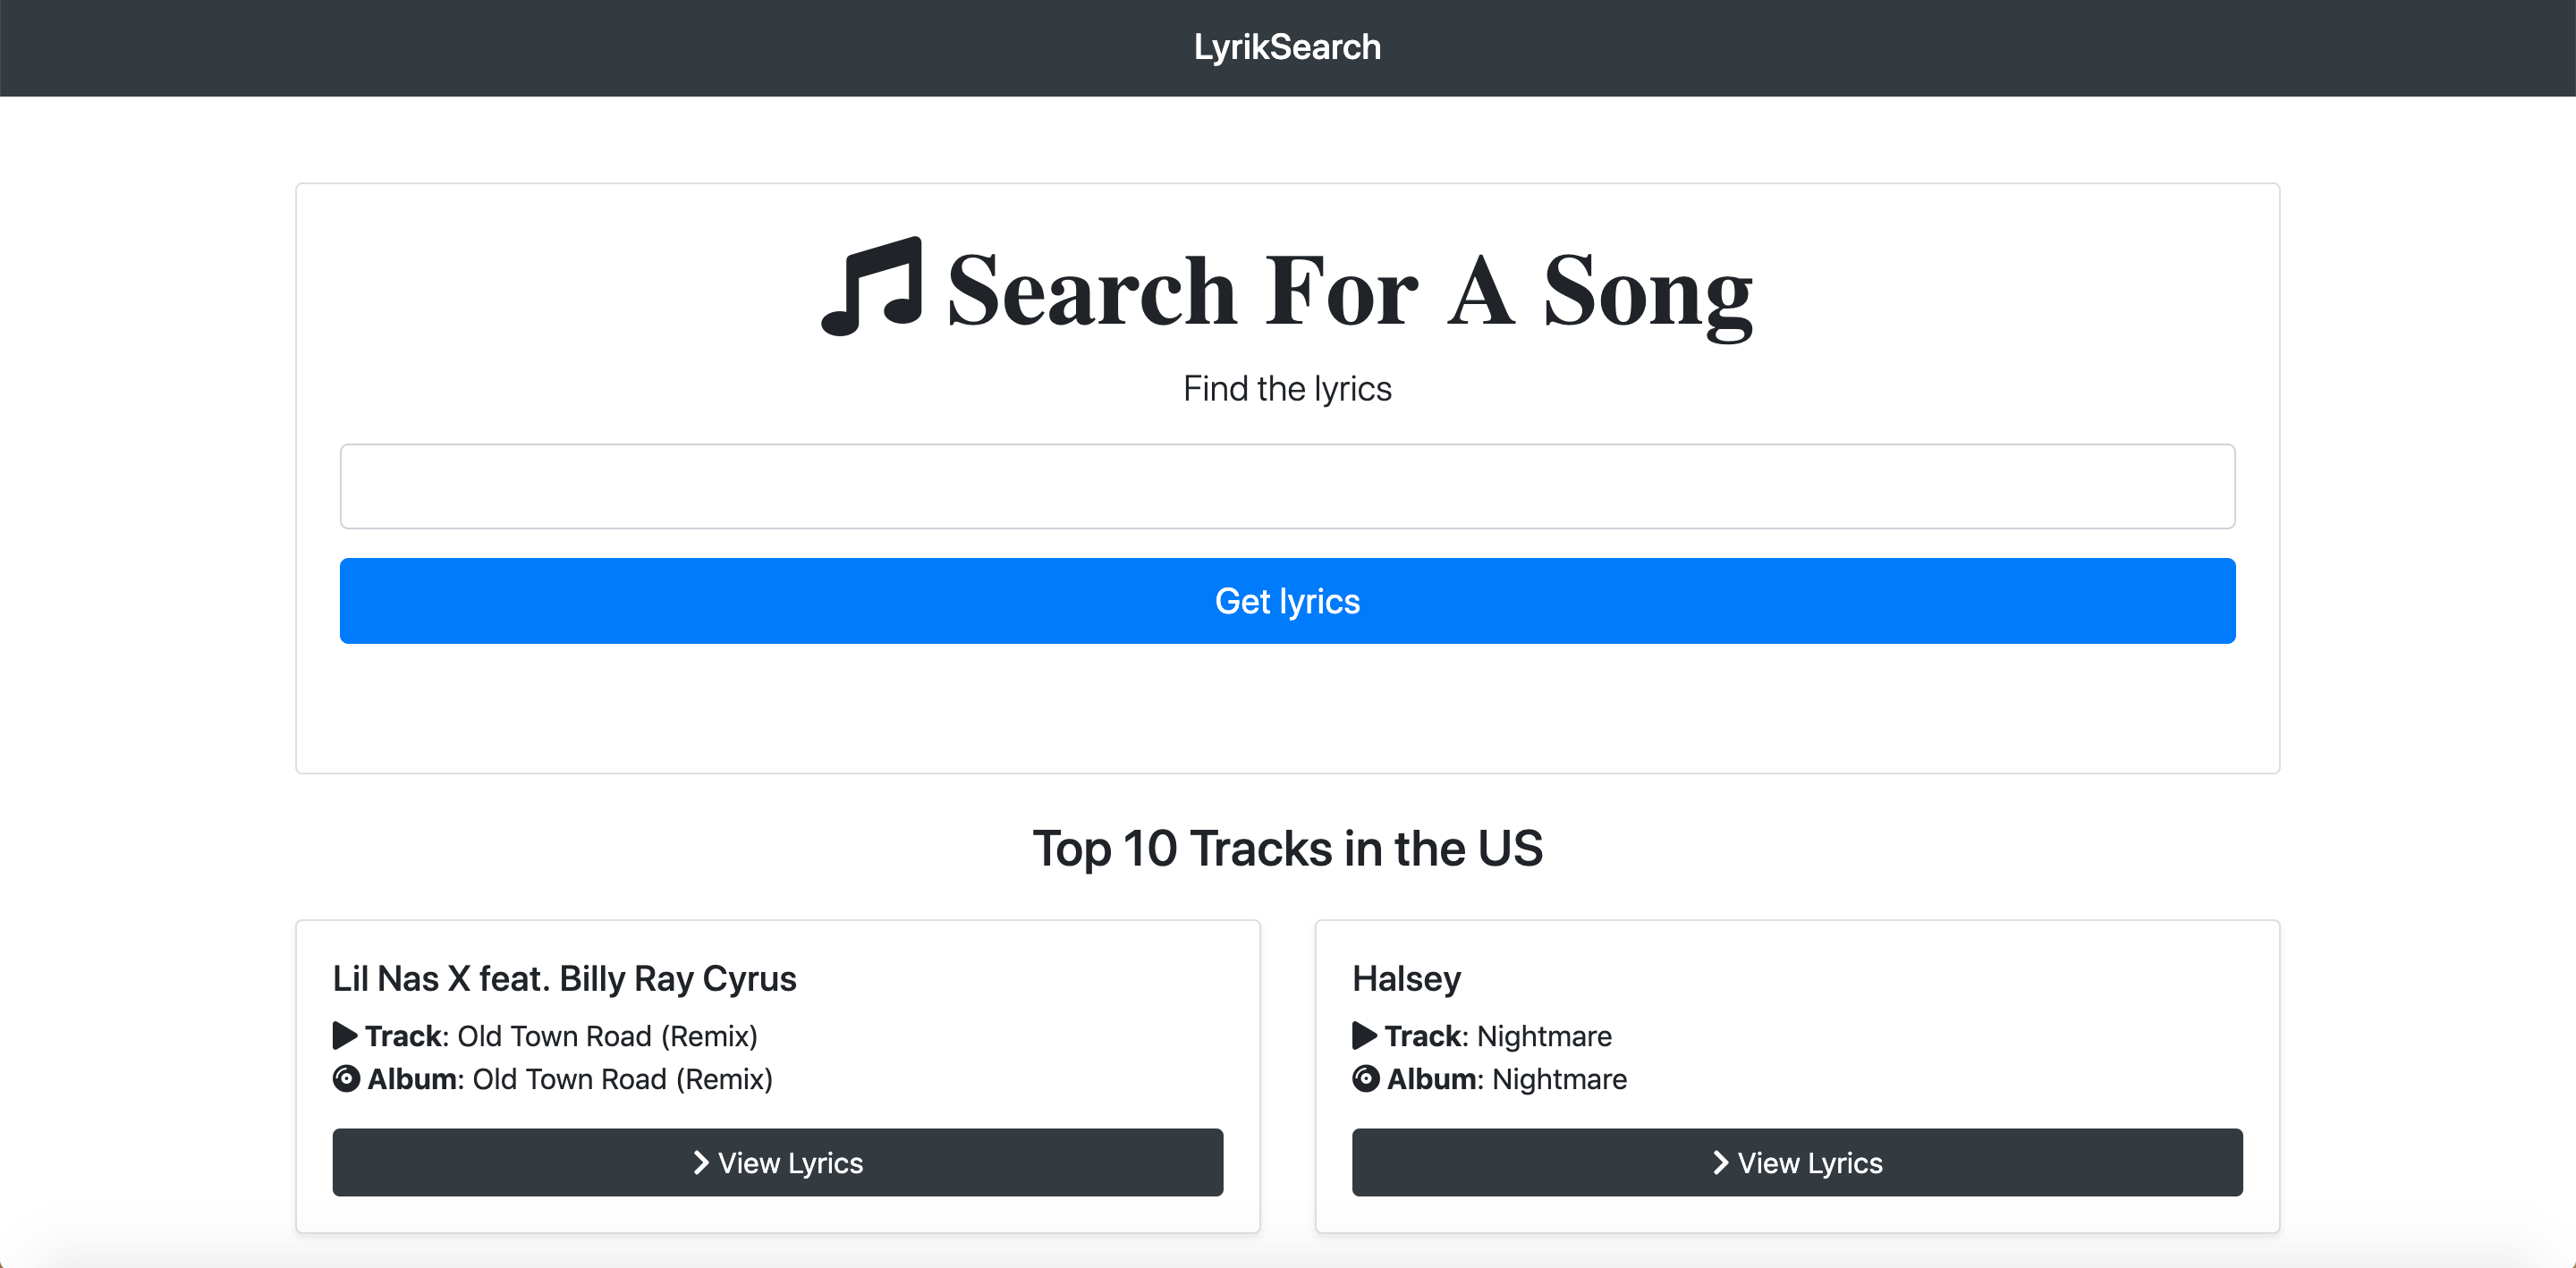 LyrikSearch
Search For A Song
Find the lyrics
Get lyrics
Top 10 Tracks in the US
Lil Nas X feat. Billy Ray Cyrus
Track: Old Town Road (Remix)
Album: Old Town Road (Remix)
View Lyrics
Halsey
Track: Nightmare
Album: Nightmare
View Lyrics